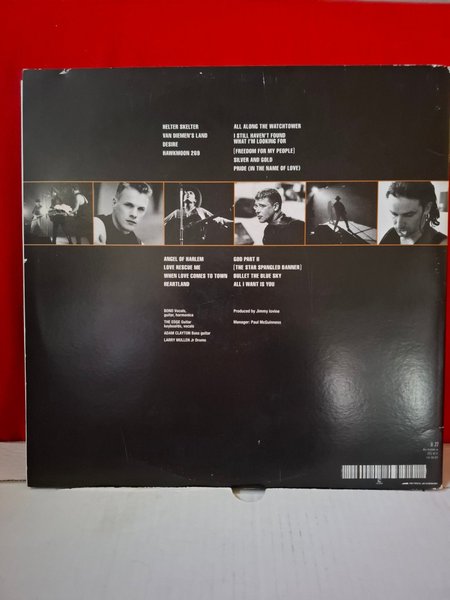 HELTER SKELTER
VAN DIEMEN'S LAND
DESIRE
HAWKMOON 269
ALL ALONG THE WATCHTOWER
I STILL HAVEN'T FOUND
WHAT I'M LOOKING FOR
[FREEDOM FOR MY PEOPLE]
SILVER AND GOLD
PRIDE (IN THE NAME OF LOVE)
ANGEL OF HARLEM
LOVE RESCUE ME
WHEN LOVE COMES TO TOWN
HEARTLAND
GOD PART II
[THE STAR SPANGLED BANNER]
BULLET THE BLUE SKY
ALL I WANT IS YOU
BONO Vocals,
guitar, harmonica
THE EDGE Guitar
keyboards, vocals
ADAM CLAYTON Bass guitar
LARRY MULLEN Jr Drums
Produced by Jimmy Iovine
Manager: Paul McGuinness
U 27